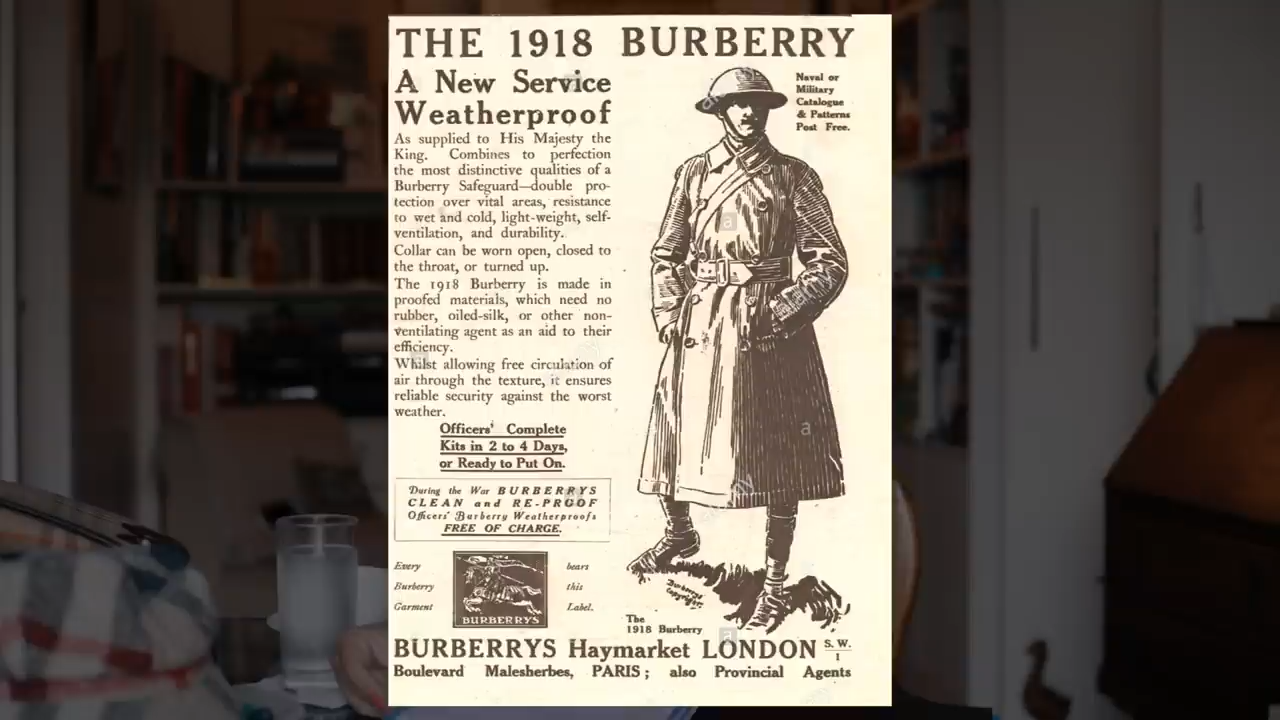 THE 1918 BURBERRY
A New Service
Weatherproof
As supplied to His Majesty the
King. Combines to perfection
the most distinctive qualities of a
Burberry Safeguard—double pro-
tection over vital areas, resistance
to wet and cold, light-weight, self-
ventilation, and durability.
Collar can be worn open, closed to
the throat, or turned up.
The 1918 Burberry is made in
proofed materials, which need no
rubber, oiled-silk, or other non-
ventilating agent as an aid to their
efficiency.
Whilst allowing free circulation of
air through the texture, it ensures
reliable security against the worst
weather.
Officers' Complete
Kits in 2 to 4 Days,
or Ready to Put On.
During the War BURBERRYS
CLEAN and RE-PROOF
Officers' Burberry Weatherproofs
FREE OF CHARGE.
Every bears
Burberry this
Garment Label.
BURBERRYS
Naval or
Military
Catalogue
& Patterns
Post Free.
Burberrys
Copyright
The
1918 Burberry
BURBERRYS Haymarket LONDON S.W.1
Boulevard Malesherbes, PARIS; also Provincial Agents
alamy
a